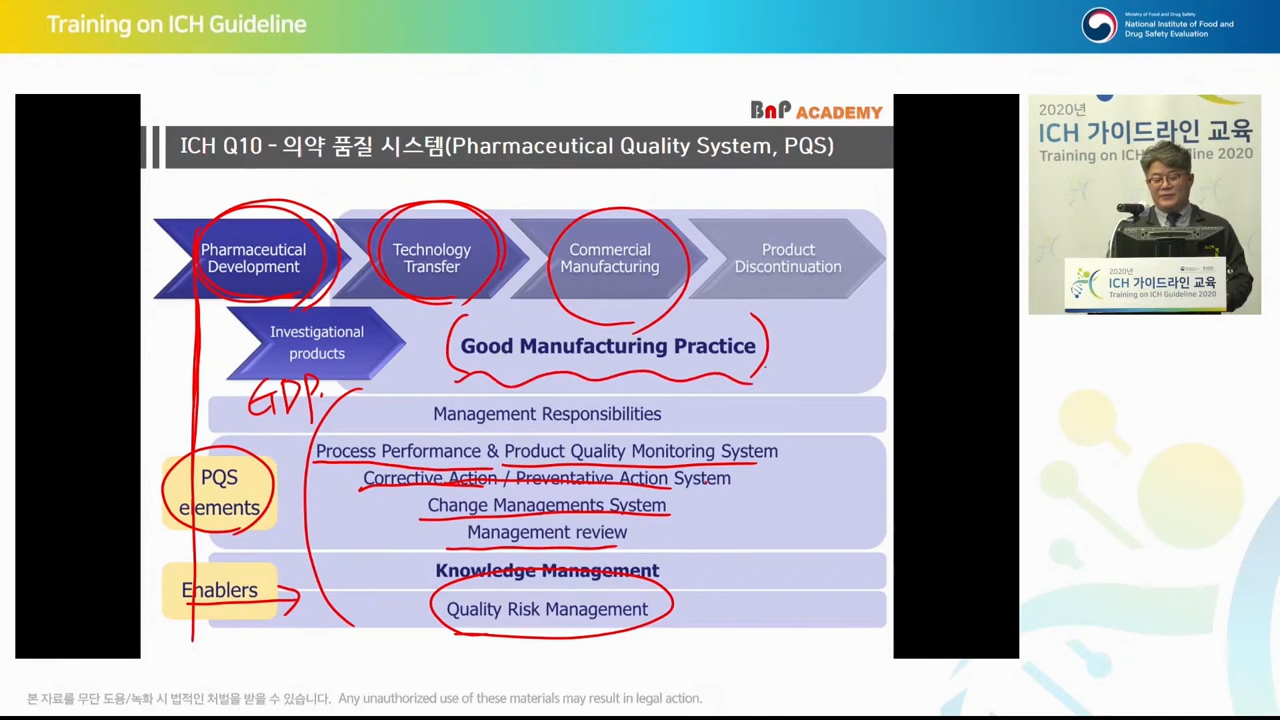 Training on ICH Guideline
Ministry of Food and Drug Safety
National Institute of Food and
Drug Safety Evaluation
BnP ACADEMY
ICH Q10 – 의약 품질 시스템(Pharmaceutical Quality System, PQS)
Pharmaceutical
Development
Technology
Transfer
Commercial
Manufacturing
Product
Discontinuation
Investigational
products
Good Manufacturing Practice
GDP.
Management Responsibilities
PQS
elements
Process Performance & Product Quality Monitoring System
Corrective Action / Preventative Action System
Change Managements System
Management review
Enablers
Knowledge Management
Quality Risk Management
2020년
ICH 가이드라인 교육
Training on ICH Guideline 2020
2020년
ICH 가이드라인 교육
Training on ICH Guideline 2020
본 자료를 무단 도용/녹화 시 법적인 처벌을 받을 수 있습니다. Any unauthorized use of these materials may result in legal action.